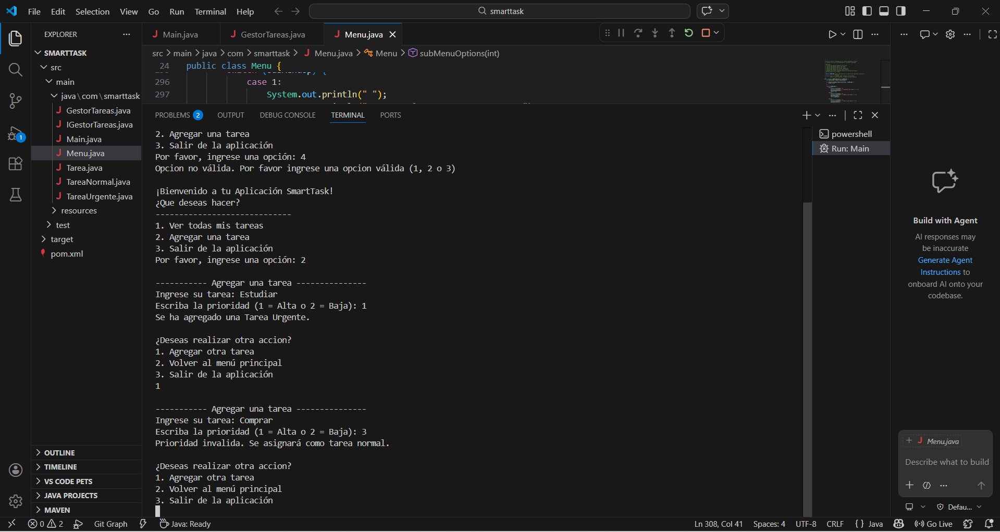 File Edit Selection View Go Run Terminal Help
smarttask
EXPLORER
SMARTTASK
src
main
java\com\smarttask
GestorTareas.java
IGestorTareas.java
Main.java
Menu.java
Tarea.java
TareaNormal.java
TareaUrgente.java
resources
test
target
pom.xml
OUTLINE
TIMELINE
VS CODE PETS
JAVA PROJECTS
MAVEN
1
Main.java GestorTareas.java Menu.java
src > main > java > com > smarttask > Menu.java > Menu > subMenuOptions(int)
24 public class Menu {
296 case 1:
297 System.out.println(" ");
PROBLEMS 2 OUTPUT DEBUG CONSOLE TERMINAL PORTS
2. Agregar una tarea
3. Salir de la aplicación
Por favor, ingrese una opción: 4
Opcion no válida. Por favor ingrese una opcion válida (1, 2 o 3)
¡Bienvenido a tu Aplicación SmartTask!
¿Que deseas hacer?
-----------------------------
1. Ver todas mis tareas
2. Agregar una tarea
3. Salir de la aplicación
Por favor, ingrese una opción: 2
----------- Agregar una tarea ---------------
Ingrese su tarea: Estudiar
Escriba la prioridad (1 = Alta o 2 = Baja): 1
Se ha agregado una Tarea Urgente.
¿Deseas realizar otra accion?
1. Agregar otra tarea
2. Volver al menú principal
3. Salir de la aplicación
1
----------- Agregar una tarea ---------------
Ingrese su tarea: Comprar
Escriba la prioridad (1 = Alta o 2 = Baja): 3
Prioridad invalida. Se asignará como tarea normal.
¿Deseas realizar otra accion?
1. Agregar otra tarea
2. Volver al menú principal
3. Salir de la aplicación
powershell
Run: Main
Build with Agent
AI responses may
be inaccurate
Generate Agent
Instructions to
onboard AI onto your
codebase.
Menu.java
Describe what to build
Defau...
0 2 Git Graph Java: Ready
Ln 308, Col 41 Spaces: 4 UTF-8 CRLF {} Java Go Live